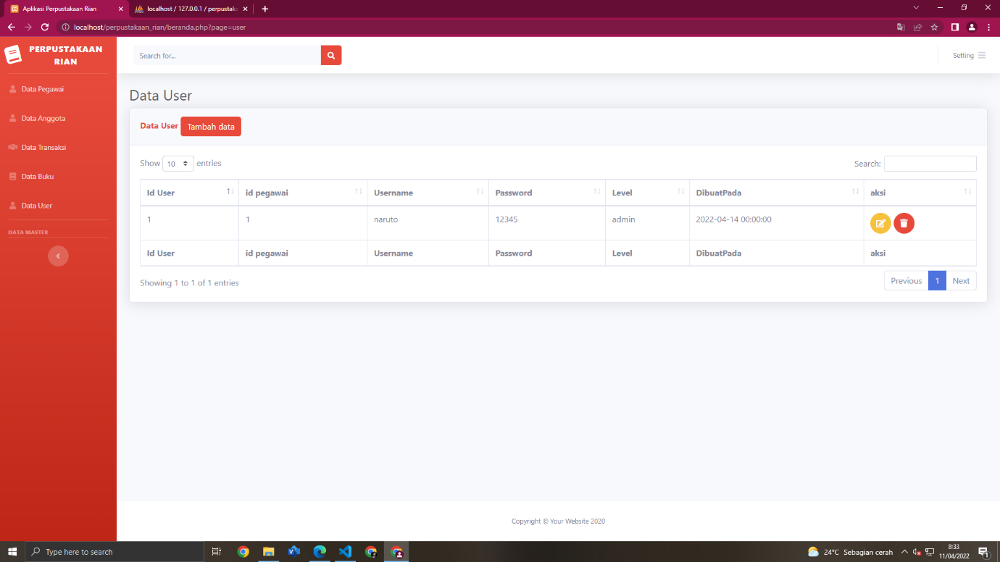 Aplikasi Perpustakaan Rian
localhost / 127.0.0.1 / perpustaka
localhost/perpustakaan_rian/beranda.php?page=user
PERPUSTAKAAN
RIAN
Data Pegawai
Data Anggota
Data Transaksi
Data Buku
Data User
DATA MASTER
Search for...
Setting
Data User
Data User Tambah data
Show 10 entries Search:
Id User id pegawai Username Password Level DibuatPada aksi
1 1 naruto 12345 admin 2022-04-14 00:00:00
Id User id pegawai Username Password Level DibuatPada aksi
Showing 1 to 1 of 1 entries Previous 1 Next
Copyright © Your Website 2020
Type here to search
24°C Sebagian cerah
8:33
11/04/2022
1